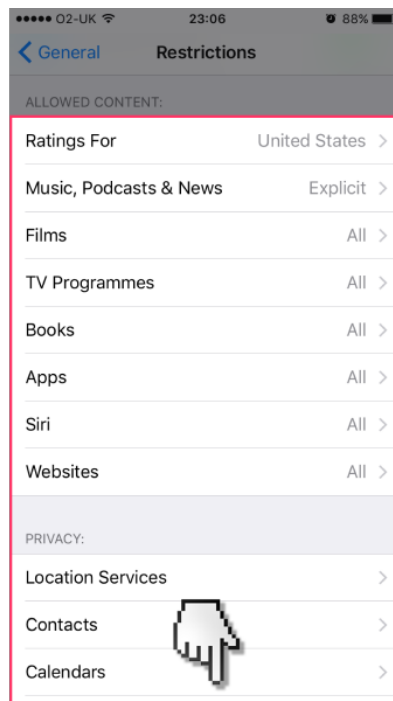 O2-UK 23:06 88%
General Restrictions
ALLOWED CONTENT:
Ratings For United States
Music, Podcasts & News Explicit
Films All
TV Programmes All
Books All
Apps All
Siri All
Websites All
PRIVACY:
Location Services
Contacts
Calendars